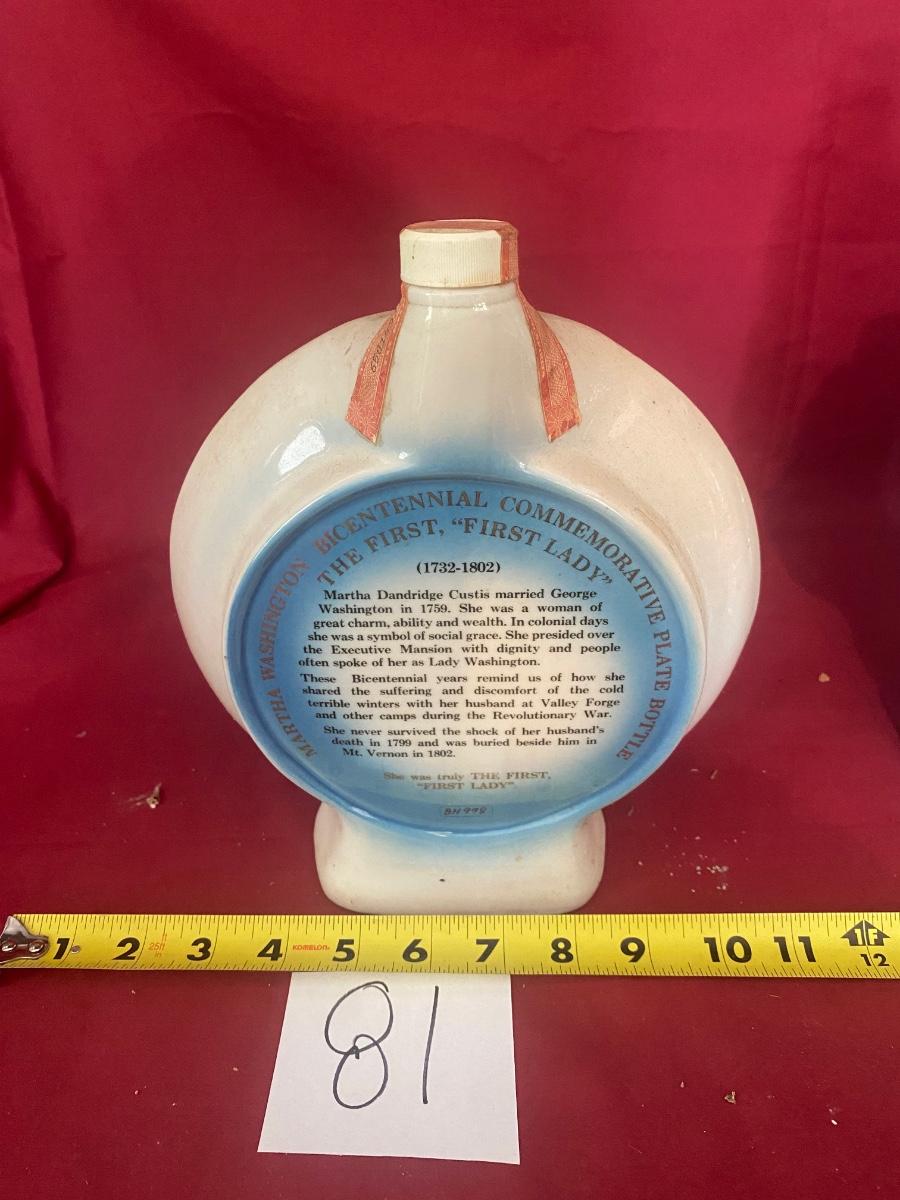 MARTHA WASHINGTON BICENTENNIAL COMMEMORATIVE PLATE BOTTLE
THE FIRST, “FIRST LADY”
(1732-1802)
Martha Dandridge Custis married George
Washington in 1759. She was a woman of
great charm, ability and wealth. In colonial days
she was a symbol of social grace. She presided over
the Executive Mansion with dignity and people
often spoke of her as Lady Washington.
These Bicentennial years remind us of how she
shared the suffering and discomfort of the cold
terrible winters with her husband at Valley Forge
and other camps during the Revolutionary War.
She never survived the shock of her husband's
death in 1799 and was buried beside him in
Mt. Vernon in 1802.
She was truly THE FIRST,
“FIRST LADY”.
BH 998
1 2 25ft in 3 4 KOMELON 5 6 7 8 9 10 11 1F 12
81